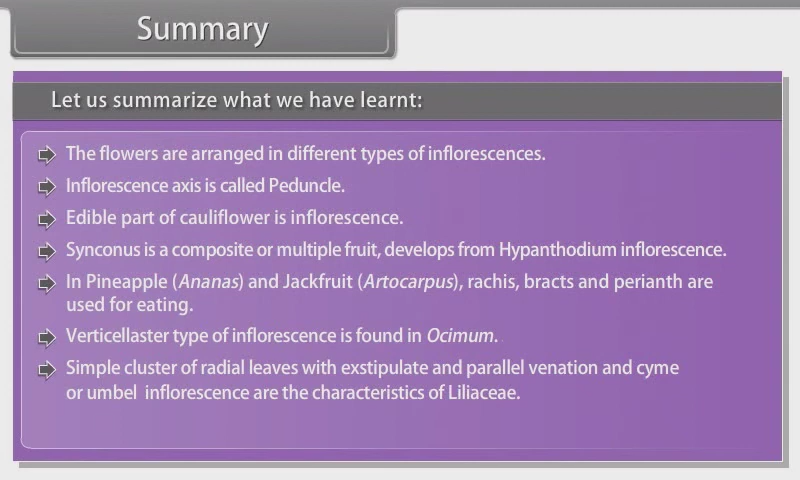 Summary
Let us summarize what we have learnt:
The flowers are arranged in different types of inflorescences.
Inflorescence axis is called Peduncle.
Edible part of cauliflower is inflorescence.
Synconus is a composite or multiple fruit, develops from Hypanthodium inflorescence.
In Pineapple (Ananas) and Jackfruit (Artocarpus), rachis, bracts and perianth are
used for eating.
Verticellaster type of inflorescence is found in Ocimum.
Simple cluster of radial leaves with exstipulate and parallel venation and cyme
or umbel inflorescence are the characteristics of Liliaceae.